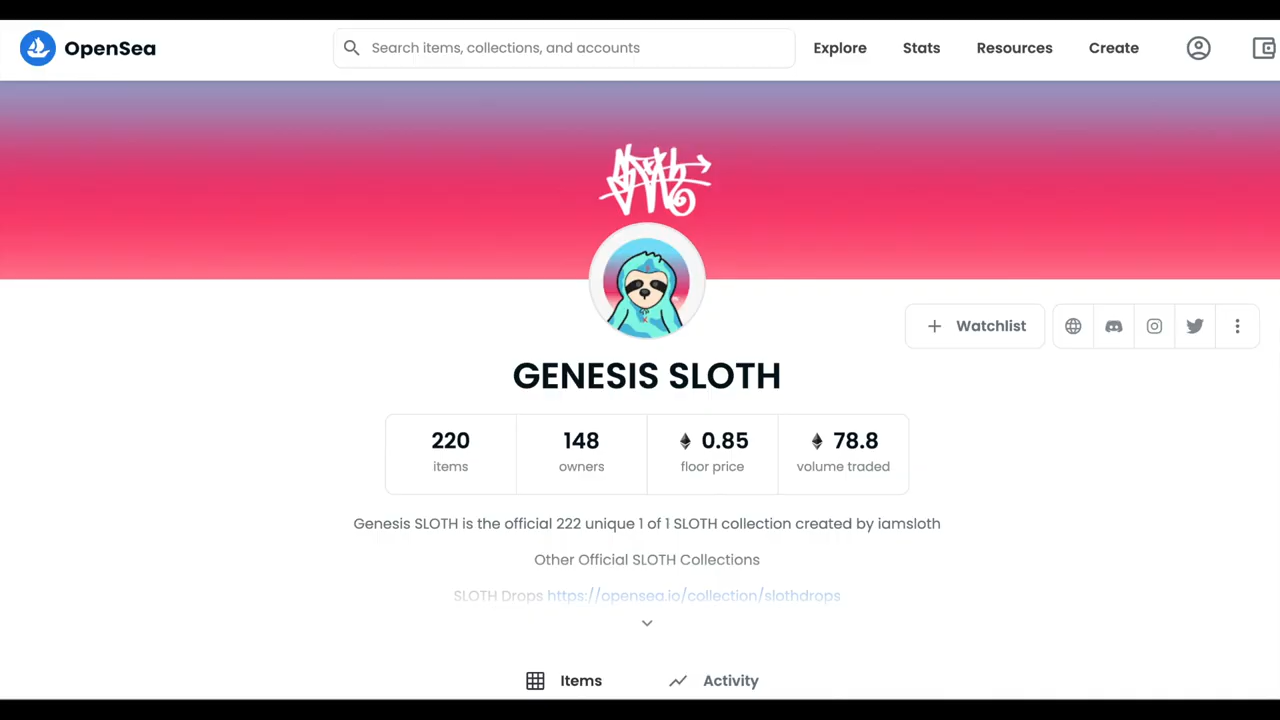 OpenSea
Search items, collections, and accounts
Explore
Stats
Resources
Create
GENESIS SLOTH
220
items
148
owners
0.85
floor price
78.8
volume traded
+ Watchlist
Genesis SLOTH is the official 222 unique 1 of 1 SLOTH collection created by iamsloth
Other Official SLOTH Collections
SLOTH Drops https://opensea.io/collection/slothdrops
Items
Activity